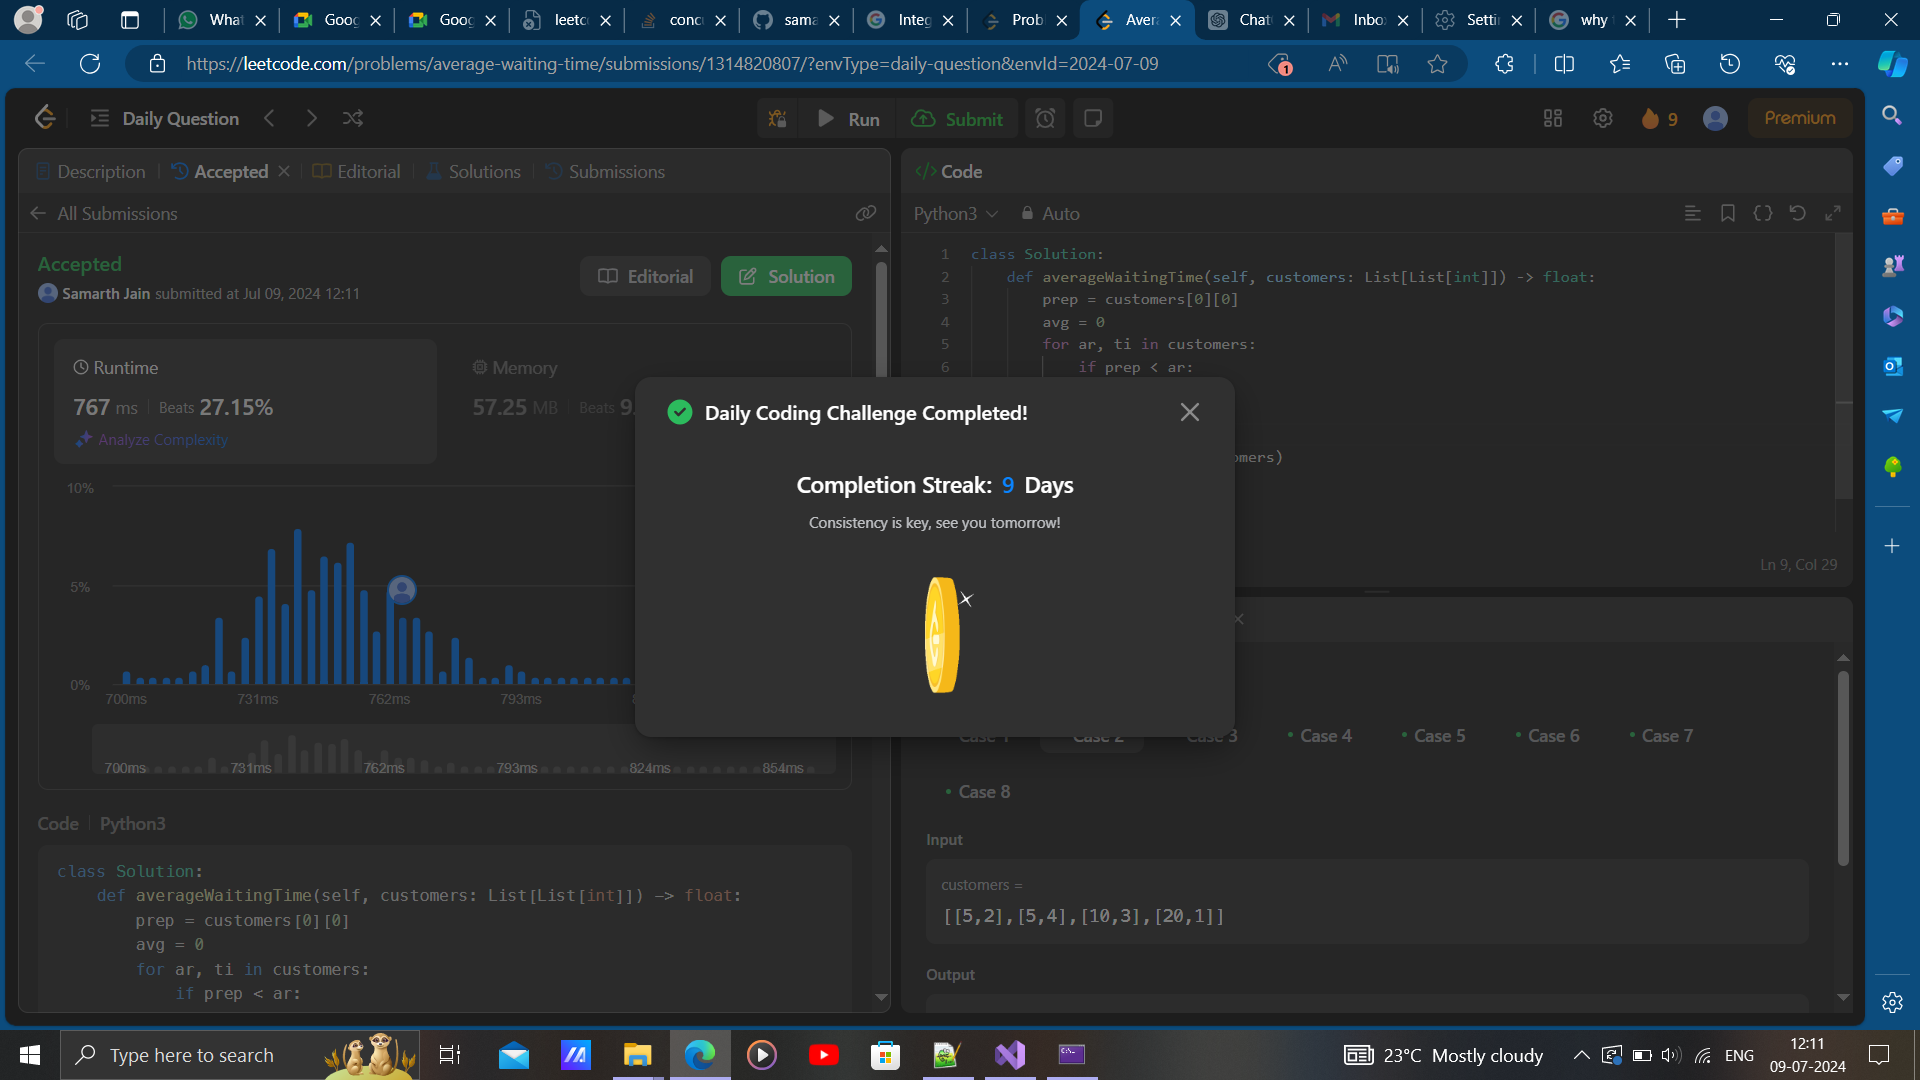 What
Goog
Goog
leetc
conc
sama
Integ
Prob
Avera
Chat
Inbo
Setti
why
https://leetcode.com/problems/average-waiting-time/submissions/1314820807/?envType=daily-question&envId=2024-07-09
1
Daily Question
Run
Submit
9
Premium
Description
Accepted
Editorial
Solutions
Submissions
All Submissions
Accepted
Samarth Jain submitted at Jul 09, 2024 12:11
Editorial
Solution
Runtime
767 ms
Beats 27.15%
Analyze Complexity
Memory
57.25 MB
Beats 9.
10%
5%
0%
700ms
731ms
762ms
793ms
700ms
731ms
762ms
793ms
824ms
854ms
Code
Python3
class Solution:
def averageWaitingTime(self, customers: List[List[int]]) -> float:
prep = customers[0][0]
avg = 0
for ar, ti in customers:
if prep < ar:
</> Code
Python3
Auto
1 class Solution:
2 def averageWaitingTime(self, customers: List[List[int]]) -> float:
3 prep = customers[0][0]
4 avg = 0
5 for ar, ti in customers:
6 if prep < ar:
omers)
Ln 9, Col 29
Daily Coding Challenge Completed!
Completion Streak: 9 Days
Consistency is key, see you tomorrow!
Case 1
Case 2
Case 3
Case 4
Case 5
Case 6
Case 7
Case 8
Input
customers =
[[5,2],[5,4],[10,3],[20,1]]
Output
Type here to search
23°C Mostly cloudy
ENG
12:11
09-07-2024